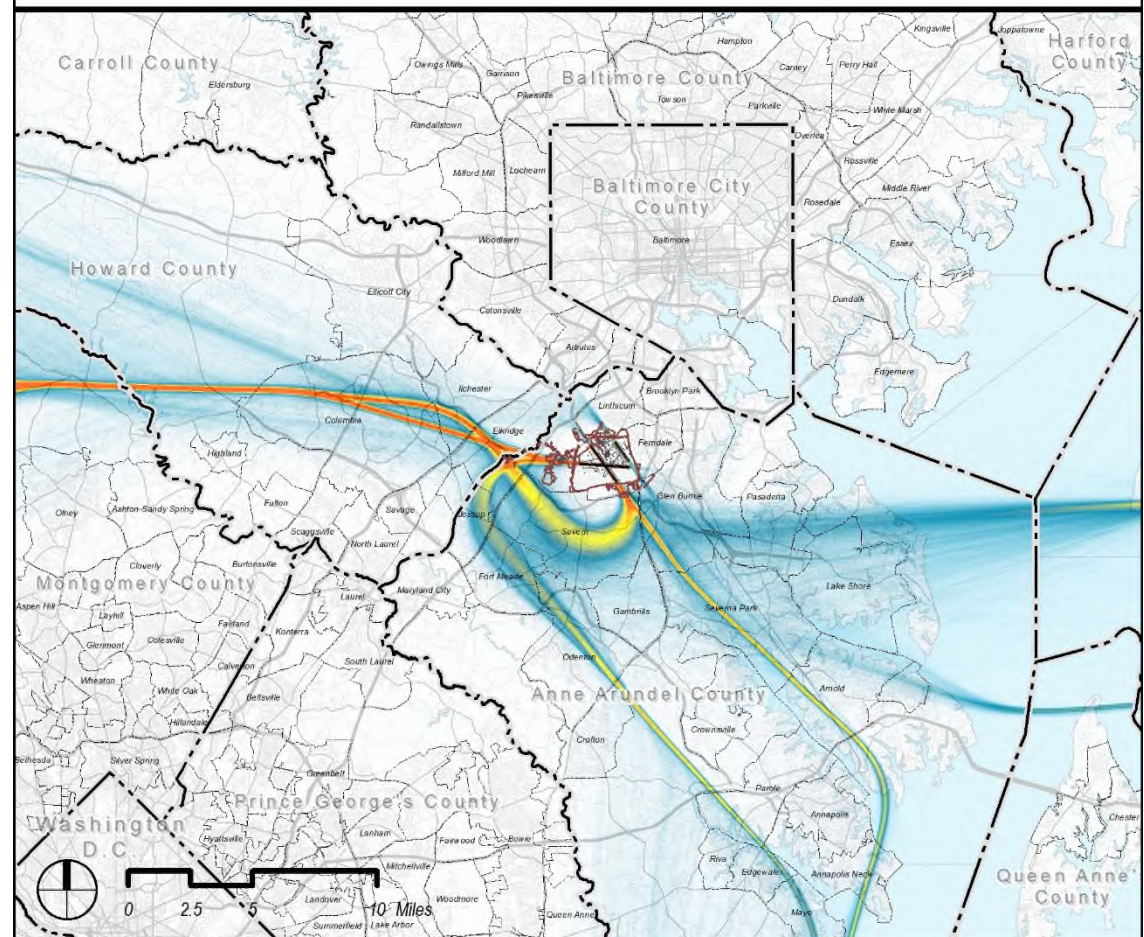 Kingsville
Joppatowne
Harford
County
Hampton
Carney
Perry Hall
Owings Mills
Garrison
Baltimore County
Carroll County
Eldersburg
Pikesville
Towson
Parkville
White Marsh
Randallstown
Overlea
Rossville
Milford Mill
Lochearn
Baltimore City
County
Middle River
Rosedale
Woodlawn
Baltimore
Essex
Howard County
Ellicott City
Catonsville
Dundalk
Arbutus
Edgemere
Ilchester
Linthicum
Brooklyn Park
Columbia
Elkridge
Ferndale
Highland
Glen Burnie
Pasadena
Fulton
Savage
Jessup
Olney
Ashton-Sandy Spring
Scaggsville
North Laurel
Severn
Cloverly
Burtonsville
Fort Meade
Lake Shore
Montgomery County
Laurel
Maryland City
Aspen Hill
Layhill
Fairland
Gambrills
Severna Park
Glenmont
Colesville
Konterra
Calverton
South Laurel
Odenton
Wheaton
White Oak
Beltsville
Anne Arundel County
Arnold
Hillandale
Crofton
Crownsville
Bethesda
Silver Spring
Greenbelt
Parole
Prince George's County
Washington
D.C.
Hyattsville
Lanham
Fairwood
Bowie
Annapolis
Chester
Mitchellville
Riva
Edgewater
Annapolis Neck
Queen Anne'
County
Landover
Woodmore
0 2.5 5 10 Miles
Queen Anne
Mayo
Summerfield
Lake Arbor